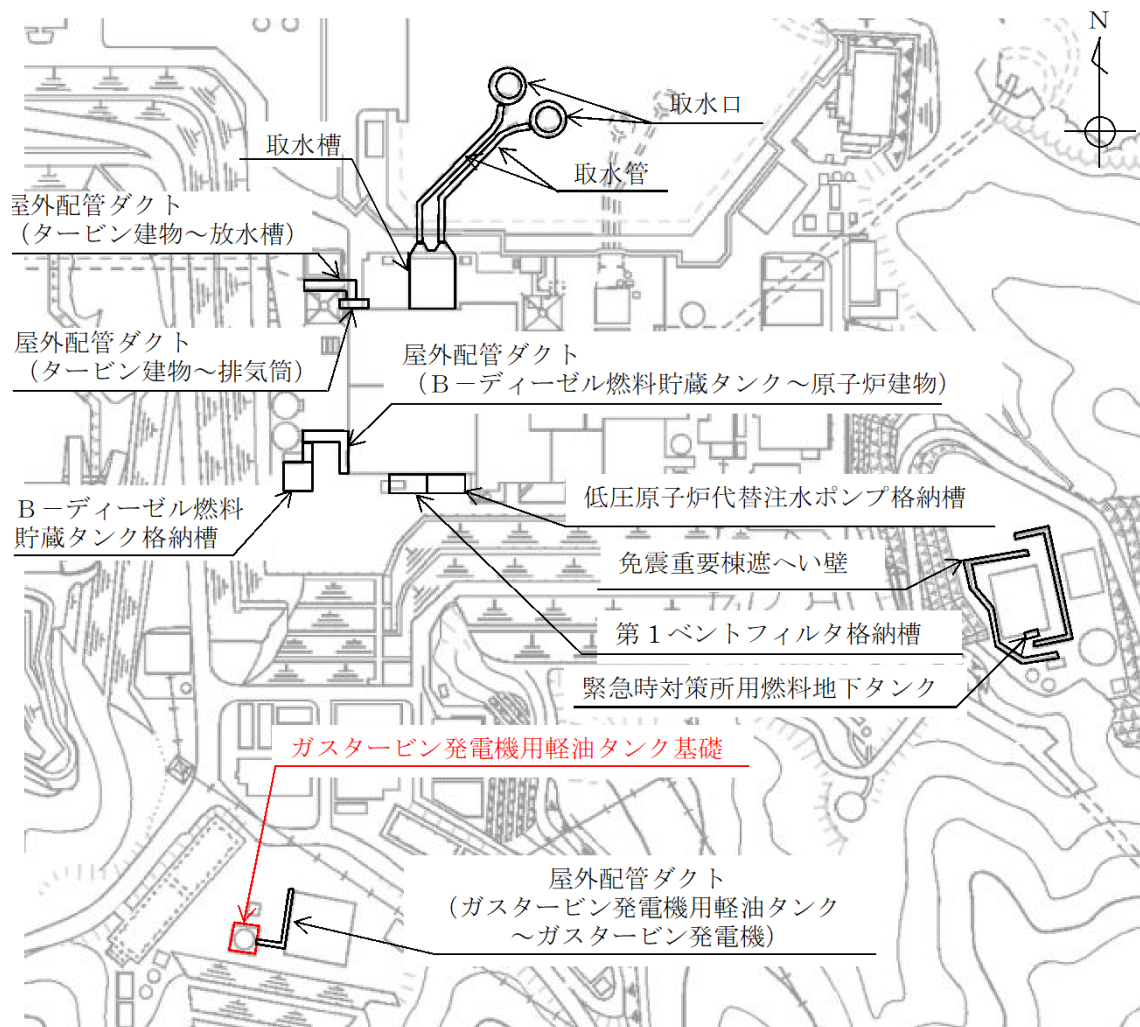 N
取水口
取水槽
取水管
屋外配管ダクト
（タービン建物～放水槽）
屋外配管ダクト
（タービン建物～排気筒）
屋外配管ダクト
（Ｂ－ディーゼル燃料貯蔵タンク～原子炉建物）
Ｂ－ディーゼル燃料
貯蔵タンク格納槽
低圧原子炉代替注水ポンプ格納槽
免震重要棟遮へい壁
第１ベントフィルタ格納槽
緊急時対策所用燃料地下タンク
ガスタービン発電機用軽油タンク基礎
屋外配管ダクト
（ガスタービン発電機用軽油タンク
～ガスタービン発電機）